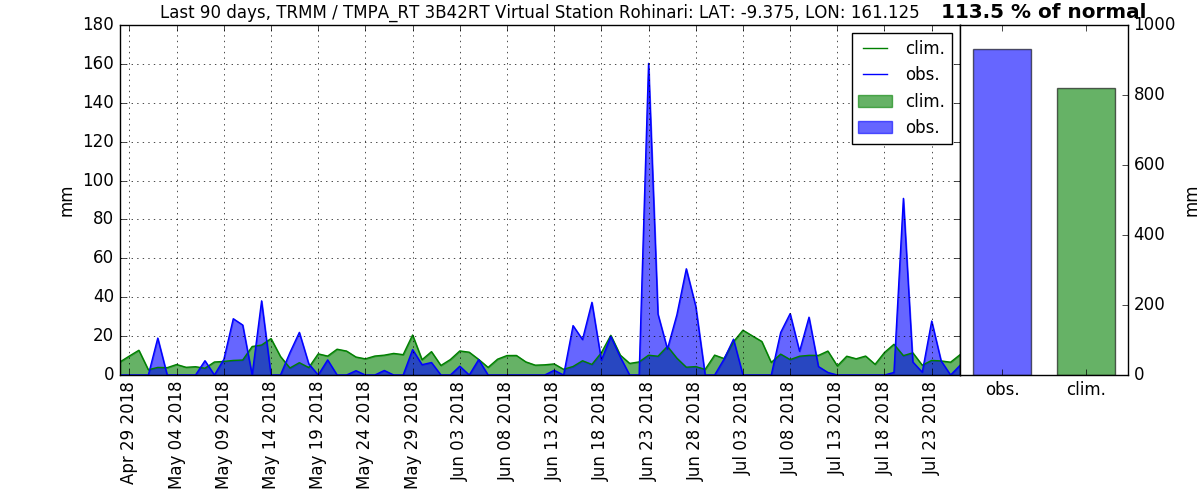 Last 90 days, TRMM / TMPA_RT 3B42RT Virtual Station Rohinari: LAT: -9.375, LON: 161.125
113.5 % of normal
180
160
140
120
100
80
60
40
20
0
mm
clim.
obs.
clim.
obs.
1000
800
600
400
200
0
mm
obs.
clim.
Apr 29 2018
May 04 2018
May 09 2018
May 14 2018
May 19 2018
May 24 2018
May 29 2018
Jun 03 2018
Jun 08 2018
Jun 13 2018
Jun 18 2018
Jun 23 2018
Jun 28 2018
Jul 03 2018
Jul 08 2018
Jul 13 2018
Jul 18 2018
Jul 23 2018